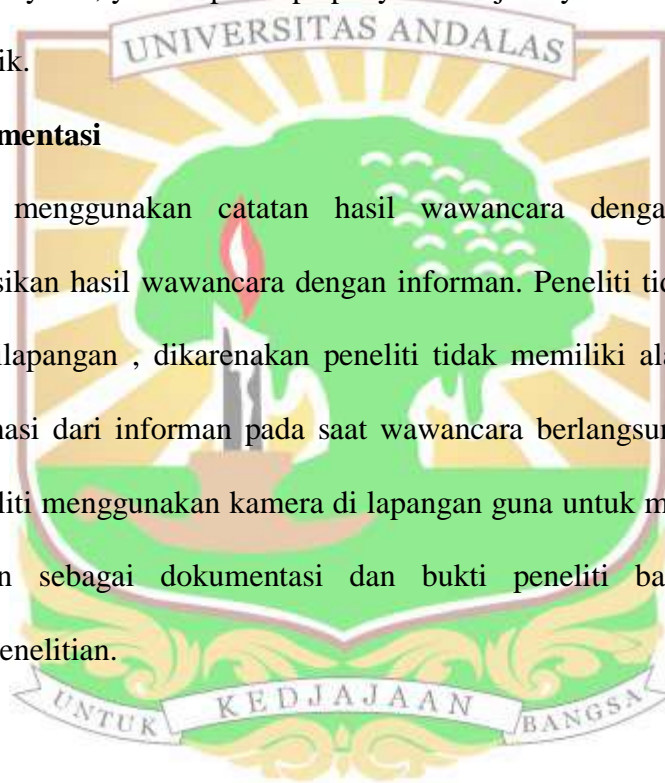 UNIVERSITAS ANDALAS
ik.
mentasi
menggunakan catatan hasil wawancara denga
sikan hasil wawancara dengan informan. Peneliti tid
lapangan , dikarenakan peneliti tidak memiliki ala
nasi dari informan pada saat wawancara berlangsun
liti menggunakan kamera di lapangan guna untuk m
n sebagai dokumentasi dan bukti peneliti ba
enelitian.
UNTUK KEDJAJAAN BANGSA